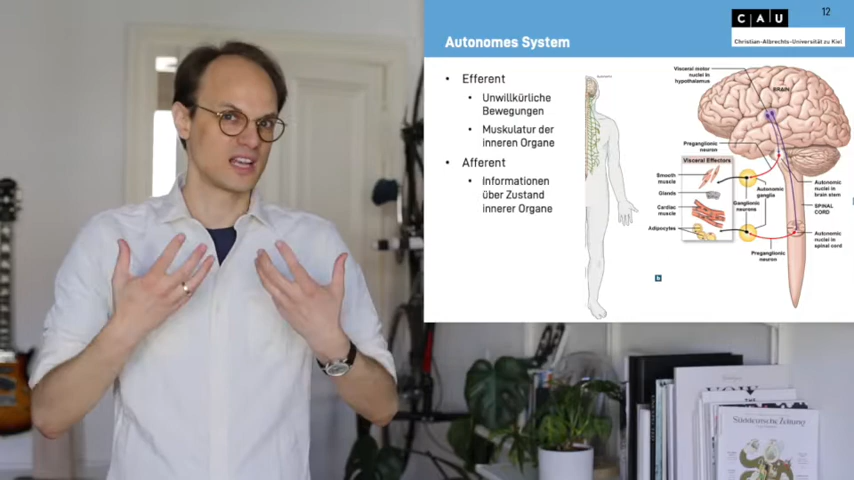 CAU
12
Christian-Albrechts-Universität zu Kiel
Autonomes System
Efferent
Unwillkürliche
Bewegungen
Muskulatur der
inneren Organe
Afferent
Informationen
über Zustand
innerer Organe
Visceral motor
nuclei in
hypothalamus
BRAIN
Preganglionic
neuron
Visceral Effectors
Smooth
muscle
Glands
Cardiac
muscle
Adipocytes
Autonomic
ganglia
Ganglionic
neurons
Preganglionic
neuron
Autonomic
nuclei in
brain stem
SPINAL
CORD
Autonomic
nuclei in
spinal cord
Süddeutsche Zeitung